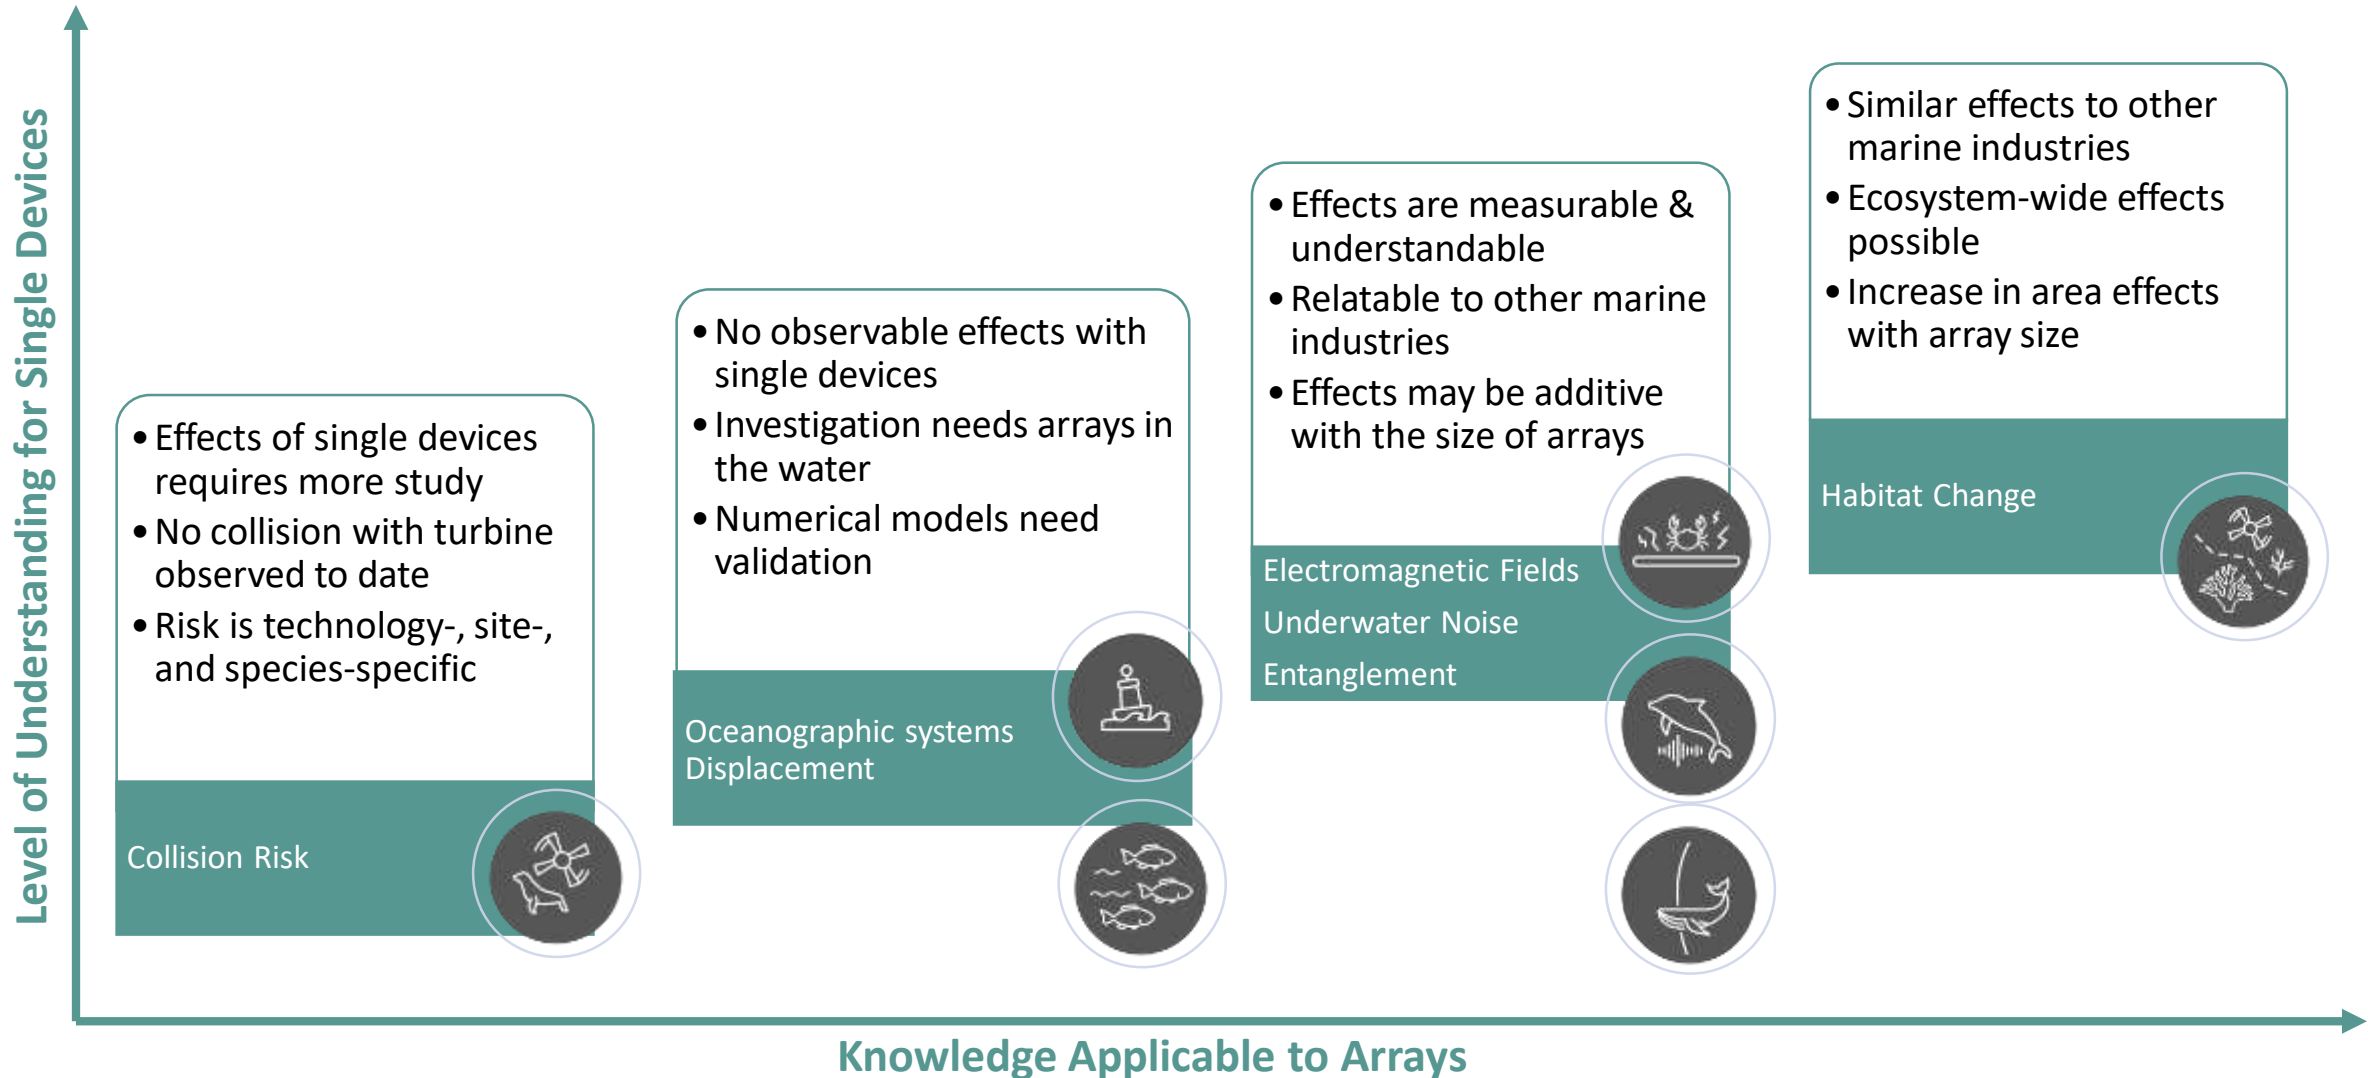 Level of Understanding for Single Devices
• Effects of single devices
requires more study
• No collision with turbine
observed to date
• Risk is technology-, site-,
and species-specific
Collision Risk
• No observable effects with
single devices
• Investigation needs arrays in
the water
• Numerical models need
validation
Oceanographic systems
Displacement
• Effects are measurable &
understandable
• Relatable to other marine
industries
• Effects may be additive
with the size of arrays
Electromagnetic Fields
Underwater Noise
Entanglement
• Similar effects to other
marine industries
• Ecosystem-wide effects
possible
• Increase in area effects
with array size
Habitat Change
Knowledge Applicable to Arrays